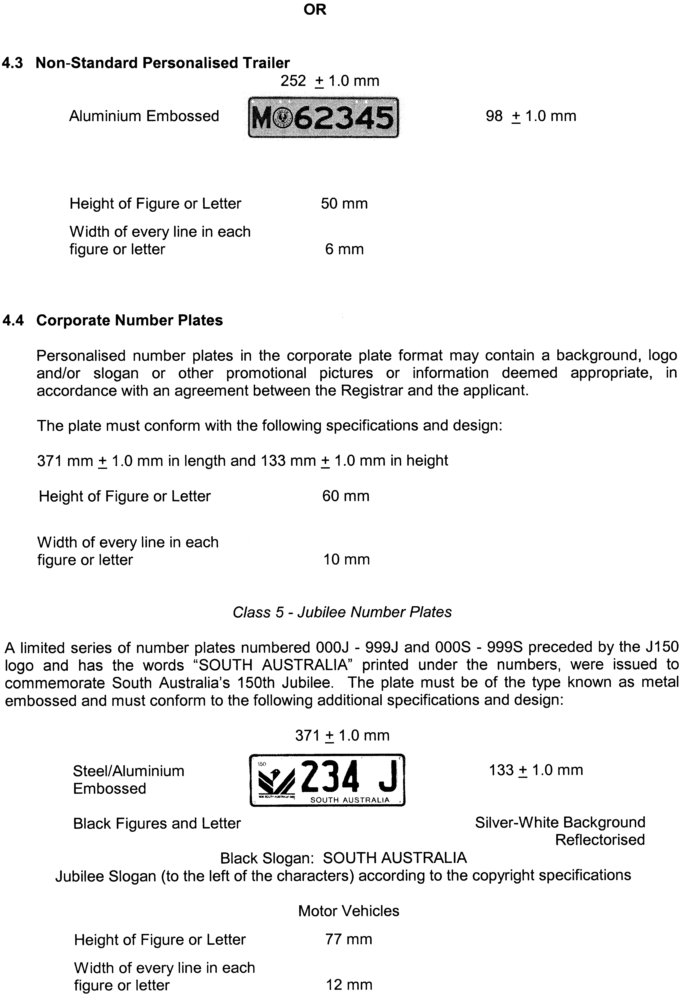 OR
4.3 Non-Standard Personalised Trailer
252 ± 1.0 mm
Aluminium Embossed M 62345 98 ± 1.0 mm
Height of Figure or Letter 50 mm
Width of every line in each
figure or letter 6 mm
4.4 Corporate Number Plates
Personalised number plates in the corporate plate format may contain a background, logo
and/or slogan or other promotional pictures or information deemed appropriate, in
accordance with an agreement between the Registrar and the applicant.
The plate must conform with the following specifications and design:
371 mm ± 1.0 mm in length and 133 mm ± 1.0 mm in height
Height of Figure or Letter 60 mm
Width of every line in each
figure or letter 10 mm
Class 5 - Jubilee Number Plates
A limited series of number plates numbered 000J - 999J and 000S - 999S preceded by the J150
logo and has the words “SOUTH AUSTRALIA” printed under the numbers, were issued to
commemorate South Australia's 150th Jubilee. The plate must be of the type known as metal
embossed and must conform to the following additional specifications and design:
371 ± 1.0 mm
150
Steel/Aluminium 234 J 133 ± 1.0 mm
Embossed
SOUTH AUSTRALIA
Black Figures and Letter Silver-White Background
Reflectorised
Black Slogan: SOUTH AUSTRALIA
Jubilee Slogan (to the left of the characters) according to the copyright specifications
Motor Vehicles
Height of Figure or Letter 77 mm
Width of every line in each
figure or letter 12 mm